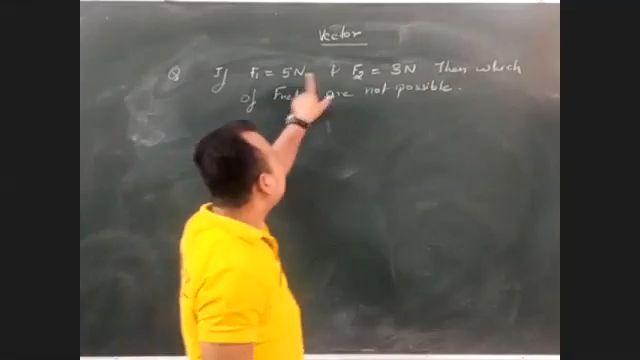 Vector
Q If F1 = 5N & F2 = 3N Then which
of Fnet are not possible.